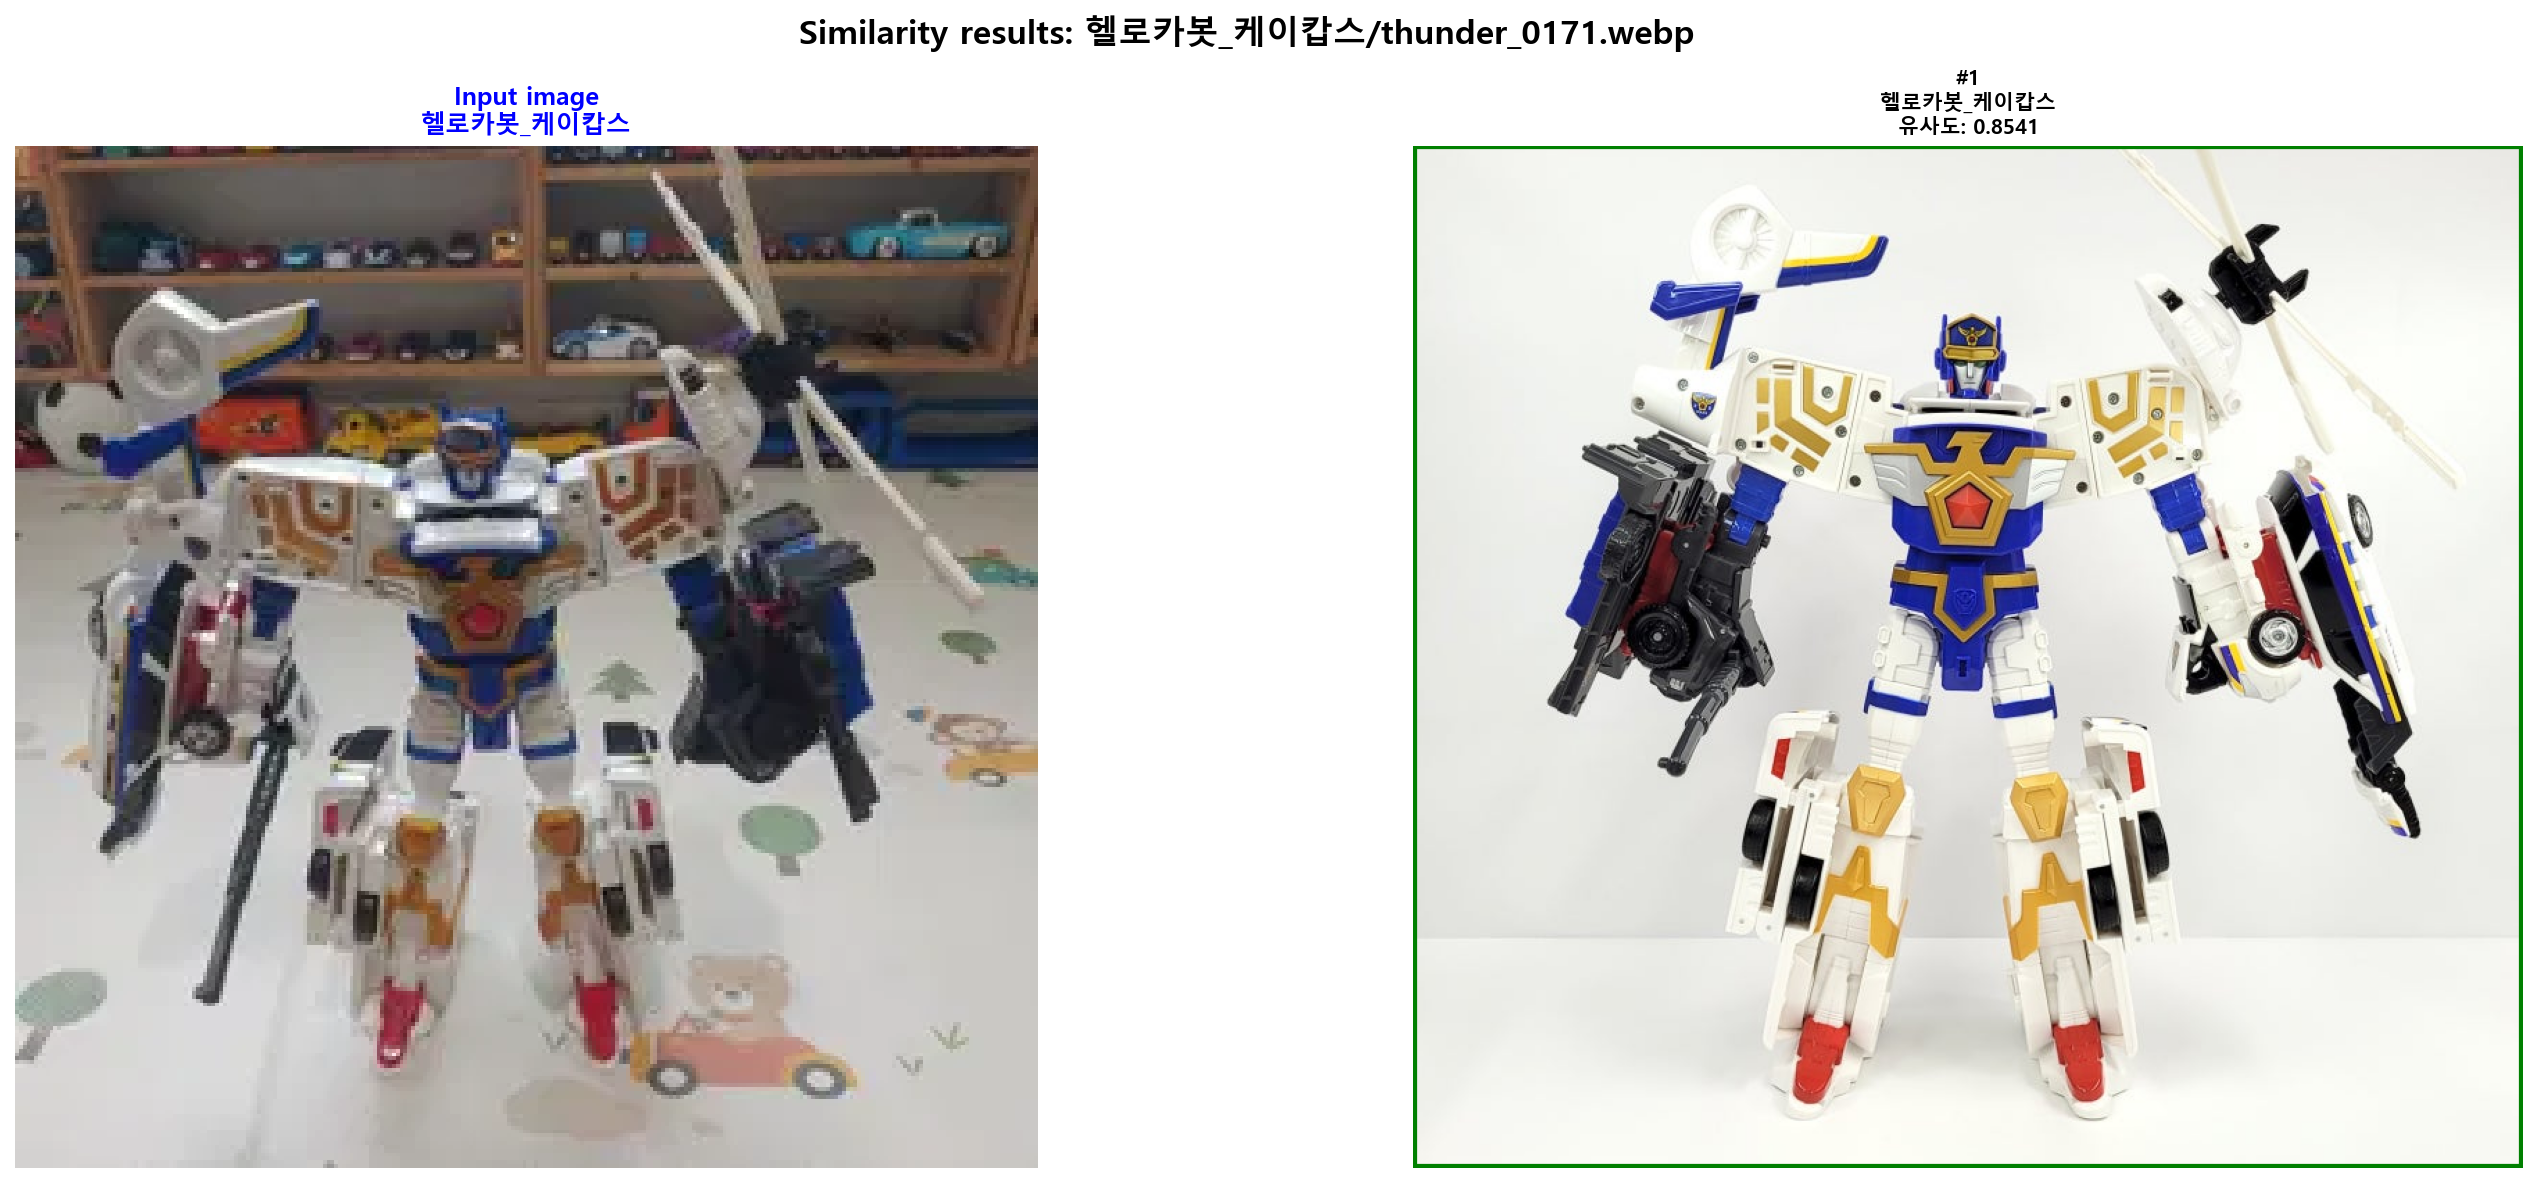 Similarity results: 헬로카봇_케이캅스/thunder_0171.webp
Input image
헬로카봇_케이캅스
#1
헬로카봇_케이캅스
유사도: 0.8541